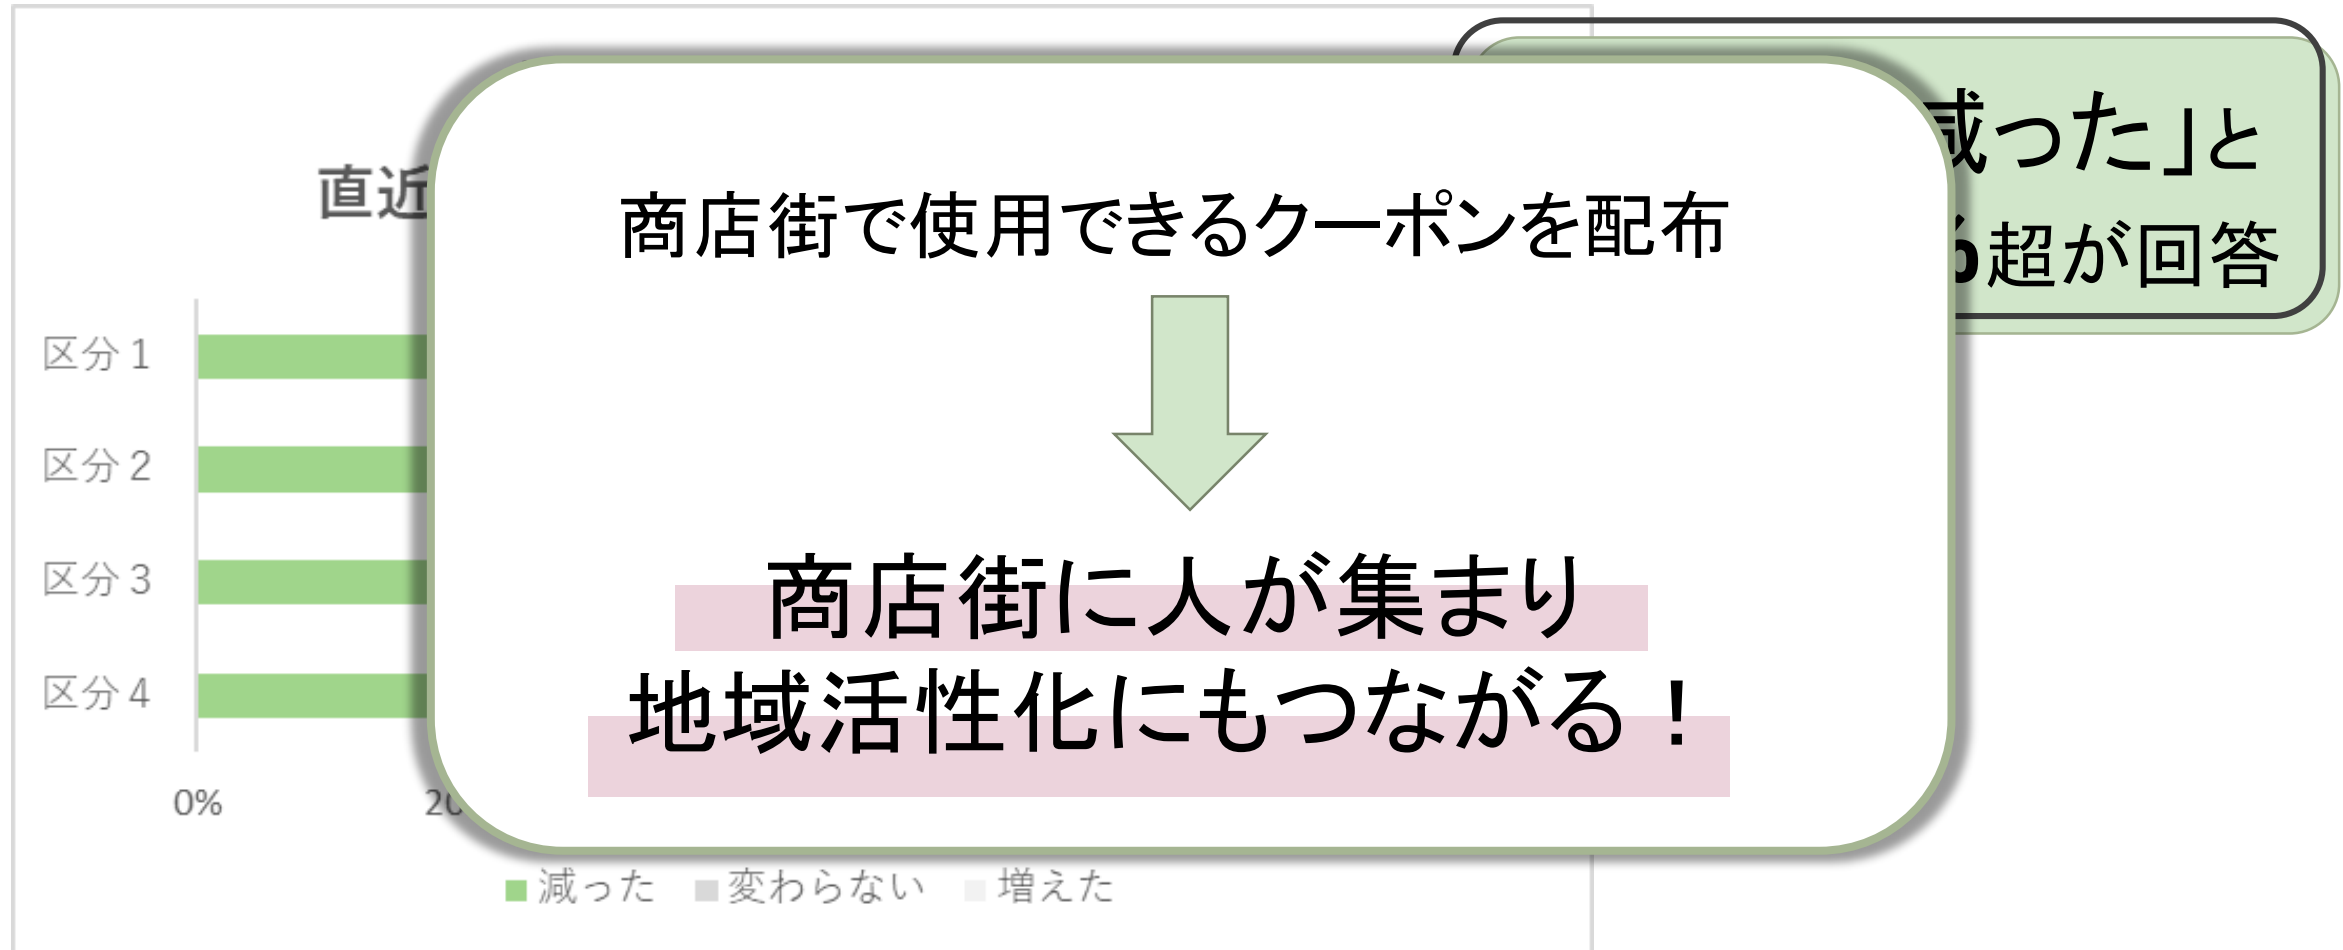 直近
減った」と
%超が回答
商店街で使用できるクーポンを配布
商店街に人が集まり
地域活性化にもつながる！
区分1
区分2
区分3
区分4
0%
減った 変わらない 増えた